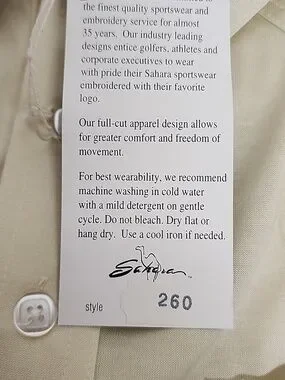 the finest quality sportswear and
embroidery service for almost
35 years. Our industry leading
designs entice golfers, athletes and
corporate executives to wear
with pride their Sahara sportswear
embroidered with their favorite
logo.
Our full-cut apparel design allows
for greater comfort and freedom of
movement.
For best wearability, we recommend
machine washing in cold water
with a mild detergent on gentle
cycle. Do not bleach. Dry flat or
hang dry. Use a cool iron if needed.
Sahara
style 260